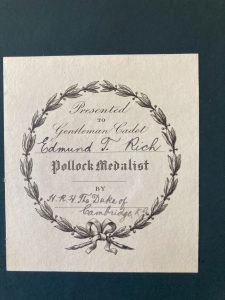 Presented
TO
Gentleman Cadet
Edmund T. Rich
Pollock Medalist
BY
H.R.H. The Duke of
Cambridge, K.G.